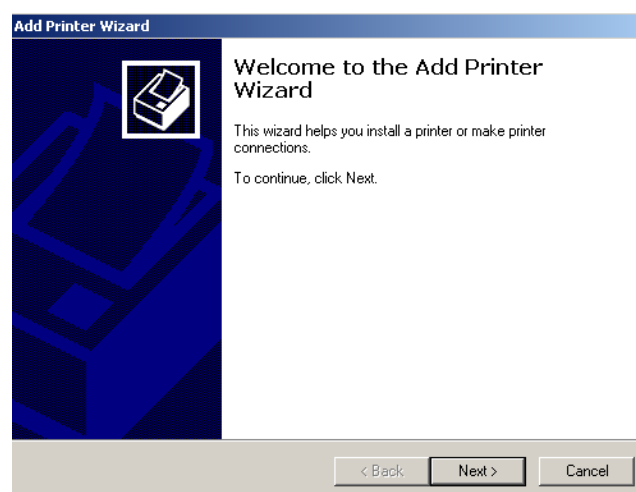 Add Printer Wizard
Welcome to the Add Printer
Wizard
This wizard helps you install a printer or make printer
connections.
To continue, click Next.
< Back
Next >
Cancel